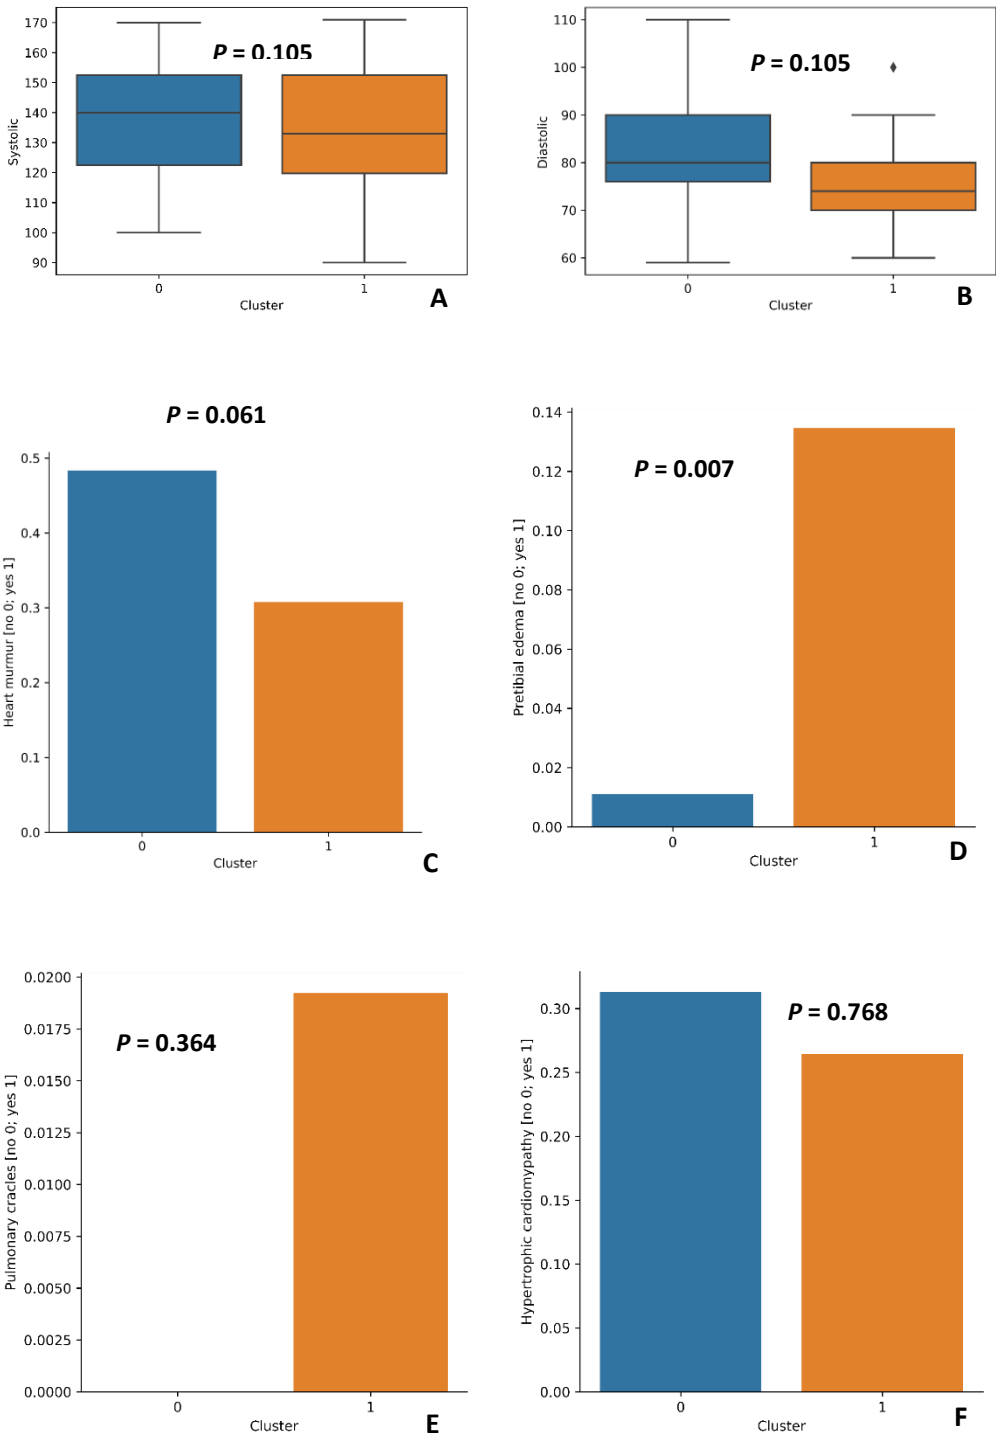 170
160
150
140
130
120
110
100
90
Systolic
P = 0.105
0
1
Cluster
A
110
100
90
80
70
60
Diastolic
P = 0.105
0
1
Cluster
B
P = 0.061
0.5
0.4
0.3
0.2
0.1
0.0
Heart murmur [no 0; yes 1]
0
1
Cluster
C
0.14
0.12
0.10
0.08
0.06
0.04
0.02
0.00
Pretibial edema [no 0; yes 1]
P = 0.007
0
1
Cluster
D
0.0200
0.0175
0.0150
0.0125
0.0100
0.0075
0.0050
0.0025
0.0000
Pulmonary cracles [no 0; yes 1]
P = 0.364
0
1
Cluster
E
0.30
0.25
0.20
0.15
0.10
0.05
0.00
Hypertrophic cardiomypathy [no 0; yes 1]
P = 0.768
0
1
Cluster
F